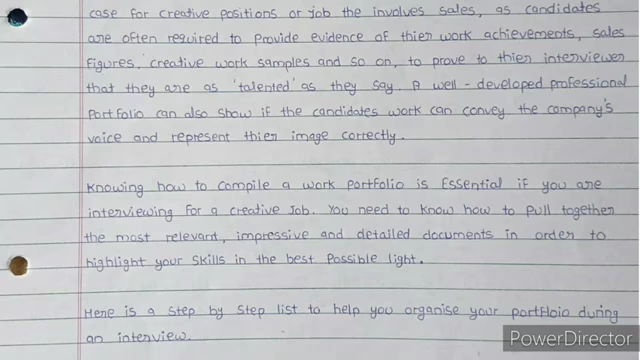 case for creative positions or job the involves sales, as candidates
are often required to provide evidence of thier work achievements, sales
figures, creative work samples and so on, to prove to thier interviewer
that they are as 'talented' as they say. A well - developed professional
Portfolio can also show if the candidates work can convey the company's
voice and represent thier image correctly.
Knowing how to compile a work Portfolio is Essential if you are
interviewing for a creative Job. You need to know how to pull together
the most relevant, impressive and detailed documents in order to
highlight your skills in the best Possible light.
Here is a step by step list to help you organise your portfloio during
an interview.
PowerDirector